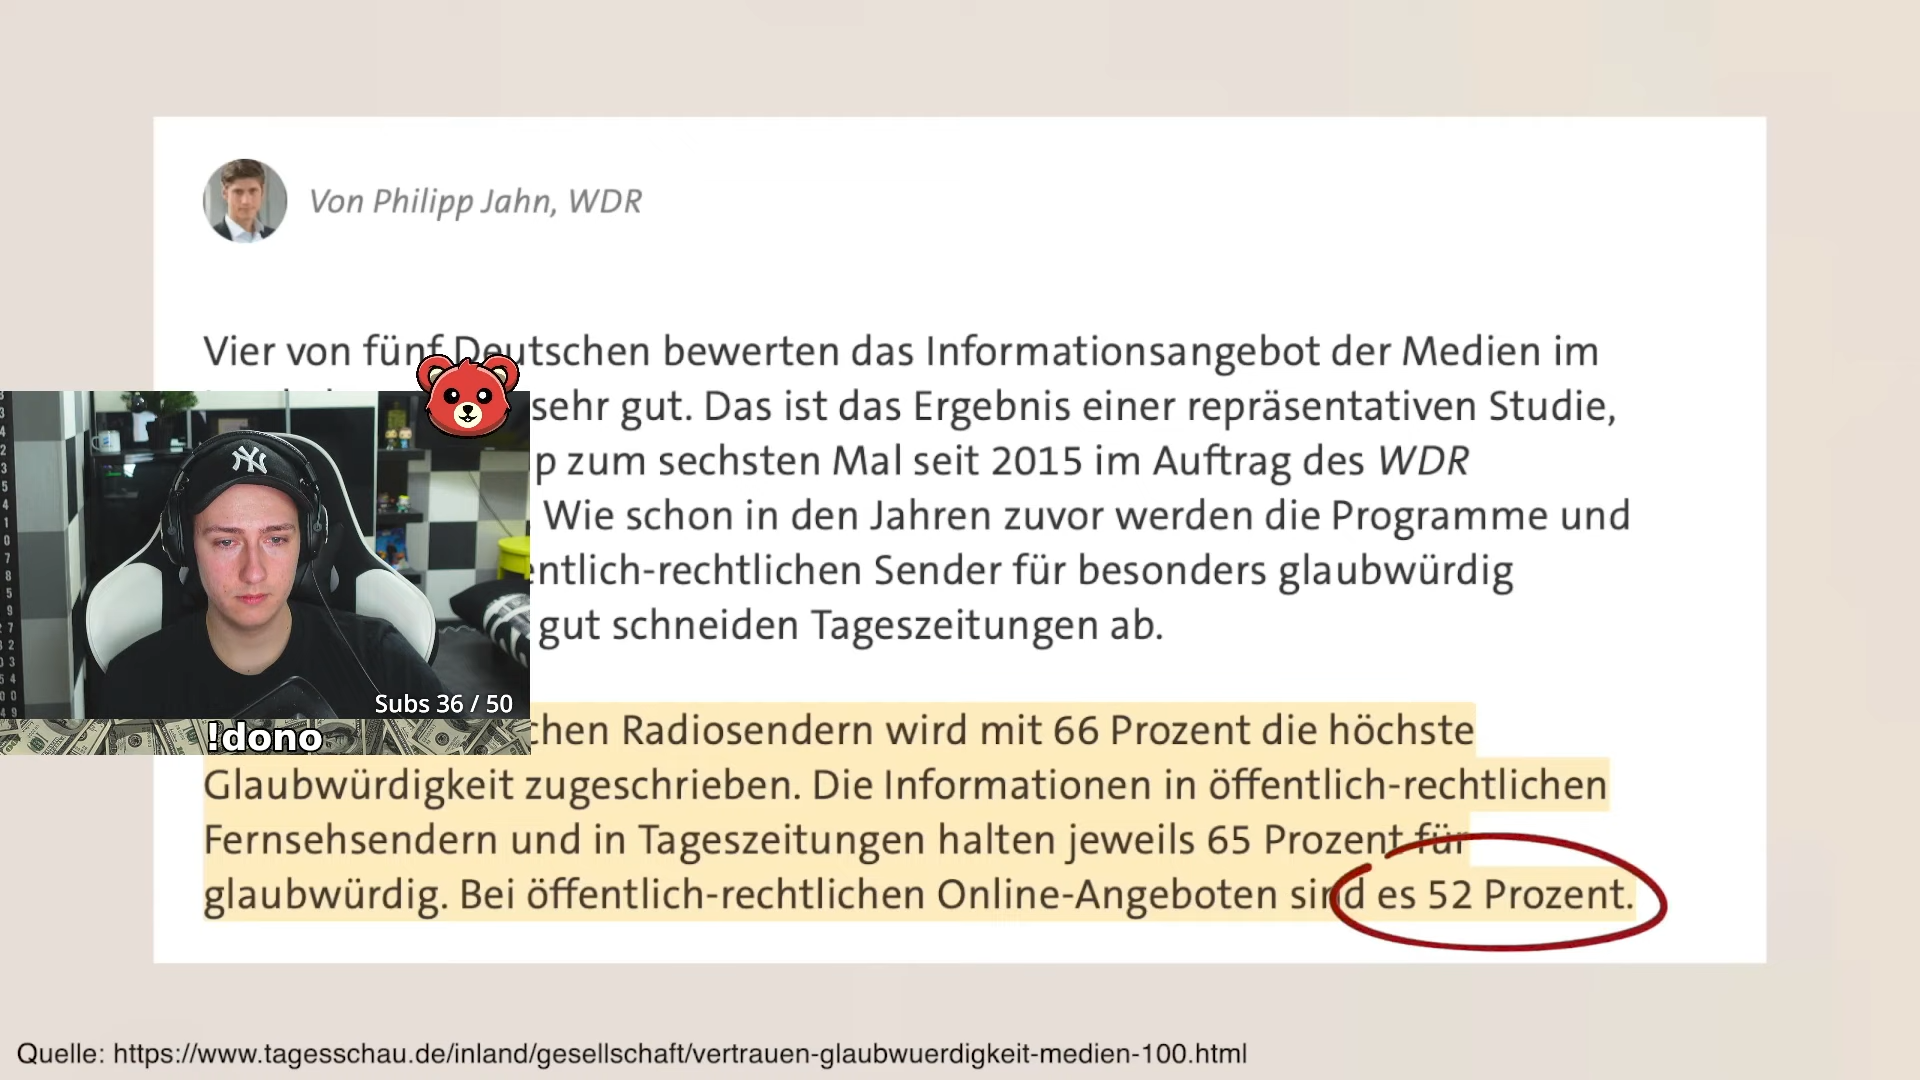 Von Philipp Jahn, WDR
Vier von fünf Deutschen bewerten das Informationsangebot der Medien im
sehr gut. Das ist das Ergebnis einer repräsentativen Studie,
zum sechsten Mal seit 2015 im Auftrag des WDR
Wie schon in den Jahren zuvor werden die Programme und
entlich-rechtlichen Sender für besonders glaubwürdig
gut schneiden Tageszeitungen ab.
chen Radiosendern wird mit 66 Prozent die höchste
Glaubwürdigkeit zugeschrieben. Die Informationen in öffentlich-rechtlichen
Fernsehsendern und in Tageszeitungen halten jeweils 65 Prozent für
glaubwürdig. Bei öffentlich-rechtlichen Online-Angeboten sind es 52 Prozent.
NY
Subs 36 / 50
!dono
Quelle: https://www.tagesschau.de/inland/gesellschaft/vertrauen-glaubwuerdigkeit-medien-100.html